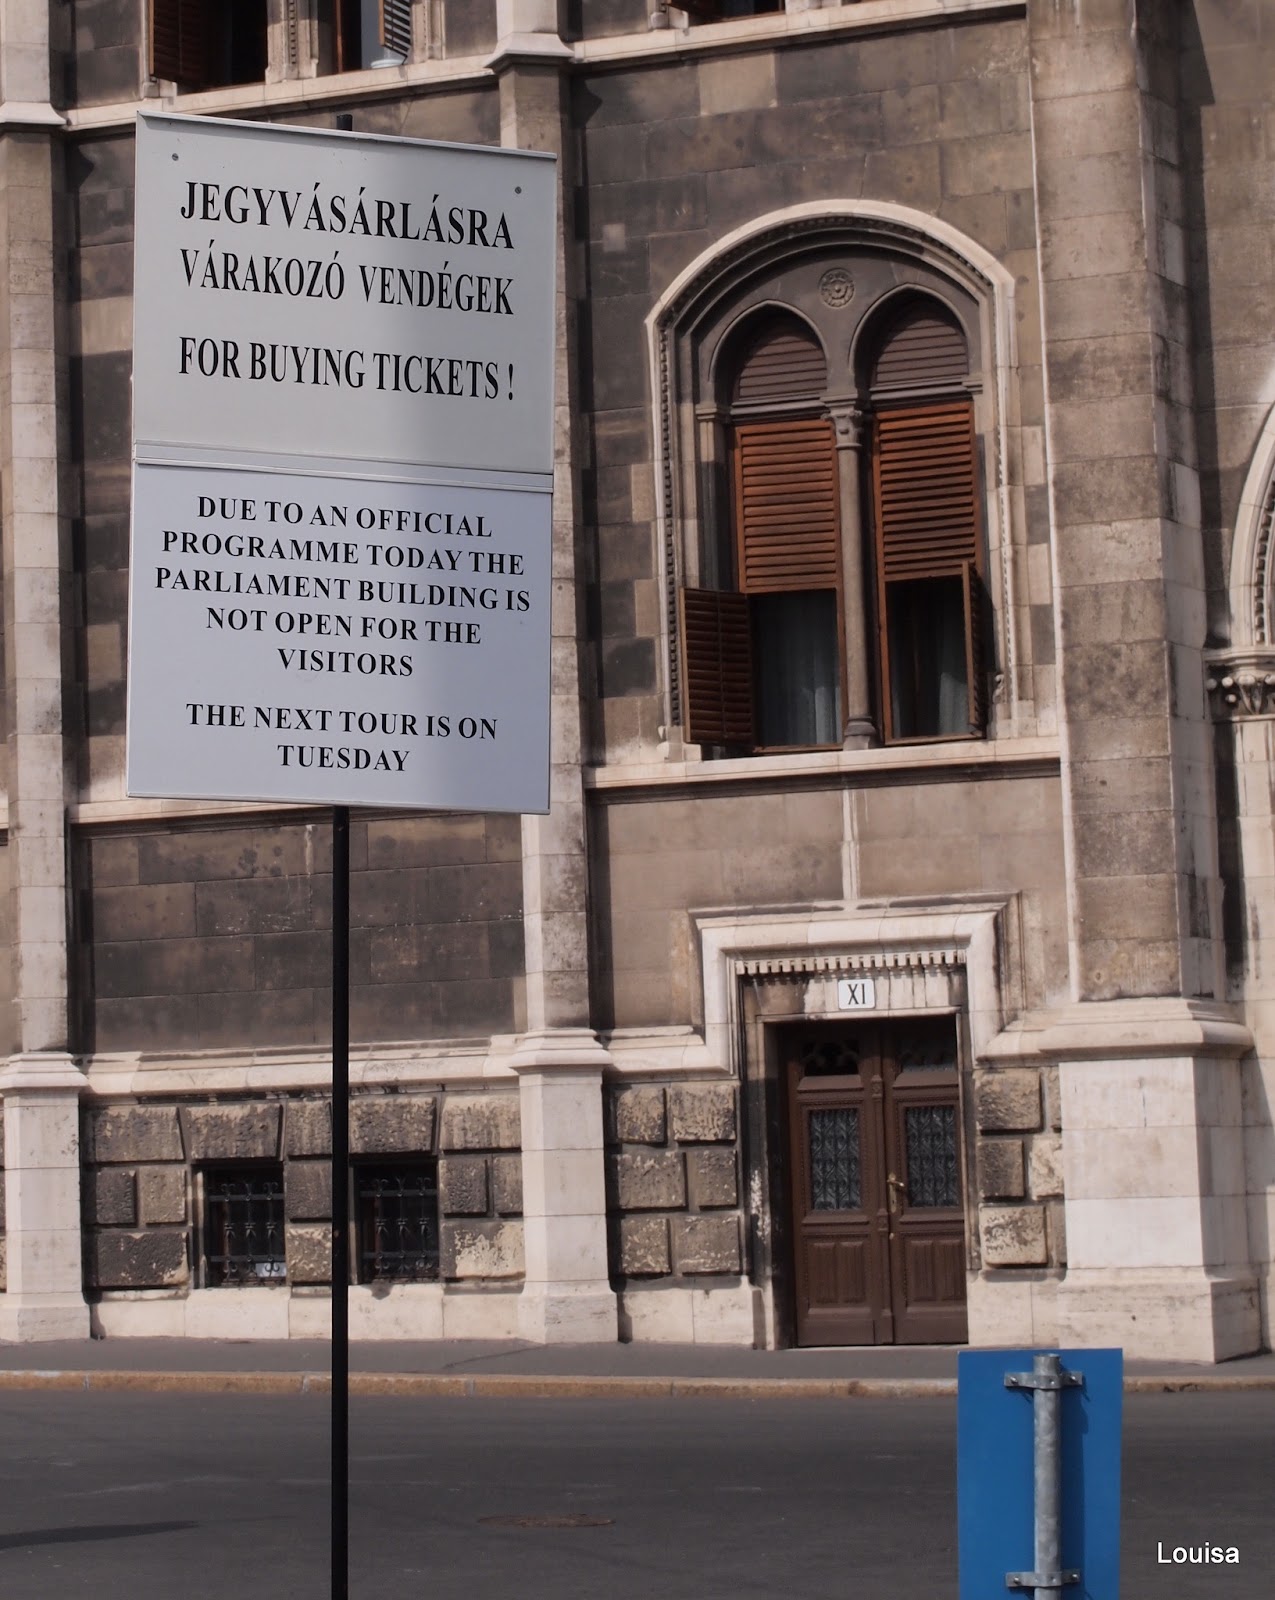 JEGYVÁSÁRLÁSRA
VÁRAKOZÓ VENDÉGEK
FOR BUYING TICKETS !
DUE TO AN OFFICIAL
PROGRAMME TODAY THE
PARLIAMENT BUILDING IS
NOT OPEN FOR THE
VISITORS
THE NEXT TOUR IS ON
TUESDAY
XI
Louisa